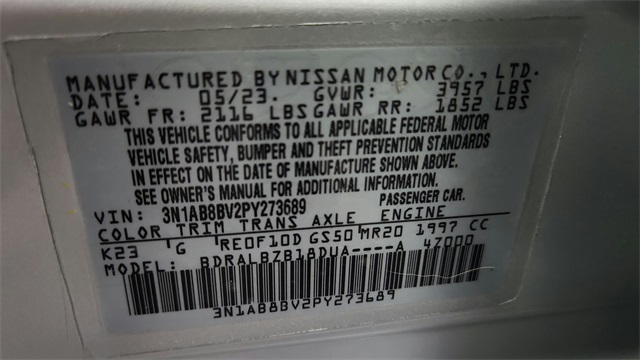 MANUFACTURED BY NISSAN MOTOR CO., LTD.
DATE: 05/23. GVWR: 3957 LBS
GAWR FR: 2116 LBS GAWR RR: 1852 LBS
THIS VEHICLE CONFORMS TO ALL APPLICABLE FEDERAL MOTOR
VEHICLE SAFETY, BUMPER AND THEFT PREVENTION STANDARDS
IN EFFECT ON THE DATE OF MANUFACTURE SHOWN ABOVE.
SEE OWNER'S MANUAL FOR ADDITIONAL INFORMATION.
VIN: 3N1AB8BV2PY273689 PASSENGER CAR.
COLOR TRIM TRANS AXLE ENGINE
K23 G RE0F10D GS50 MR20 1997 CC
MODEL: BDRALBZB18DUA----A 4Z000
3N1AB8BV2PY273689